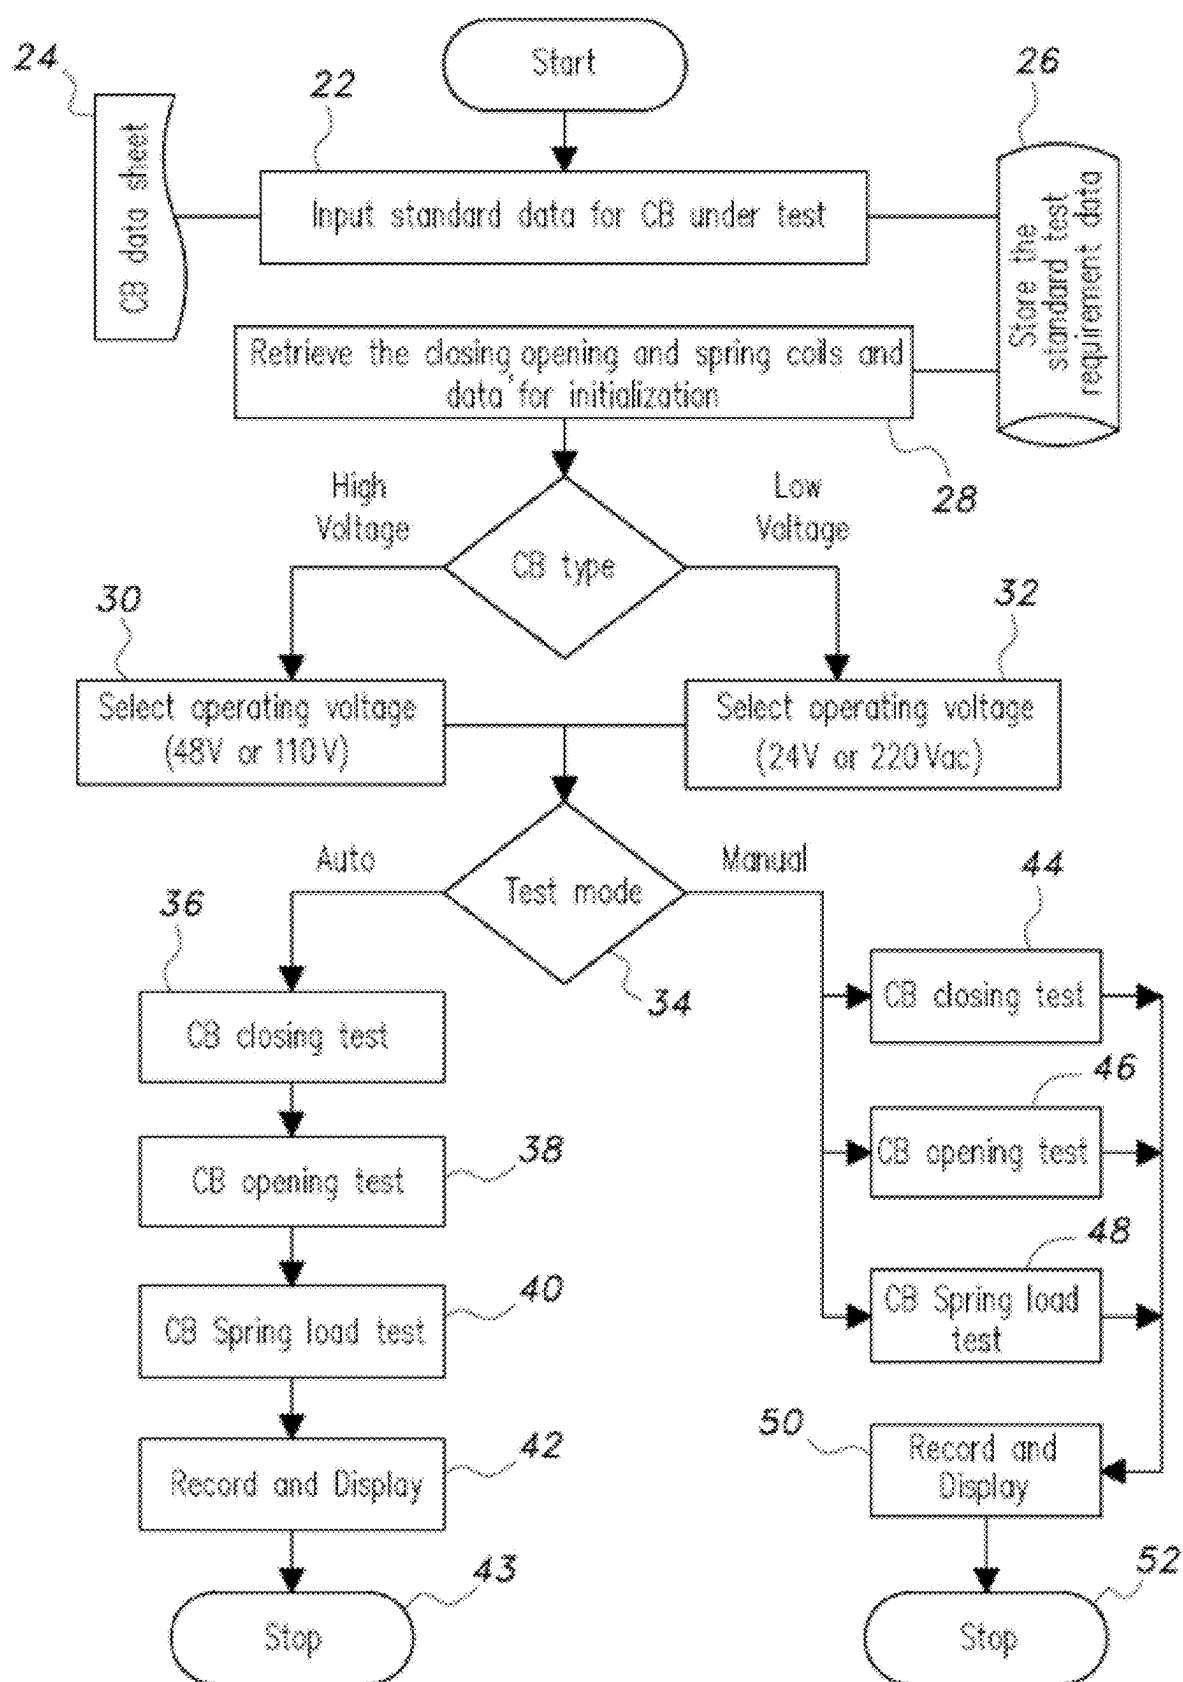 Start
24
22
26
CB data sheet
Input standard data for CB under test
Store the
standard test
requirement data
Retrieve the closing opening and spring coils and
data for initialization
28
High
Voltage
Low
Voltage
CB type
30
32
Select operating voltage
(48V or 110V)
Select operating voltage
(24V or 220Vac)
Auto
Manual
Test mode
34
36
44
CB closing test
CB closing test
46
38
CB opening test
CB opening test
48
40
CB Spring load test
CB Spring load
test
50
42
Record and Display
Record and
Display
43
52
Stop
Stop